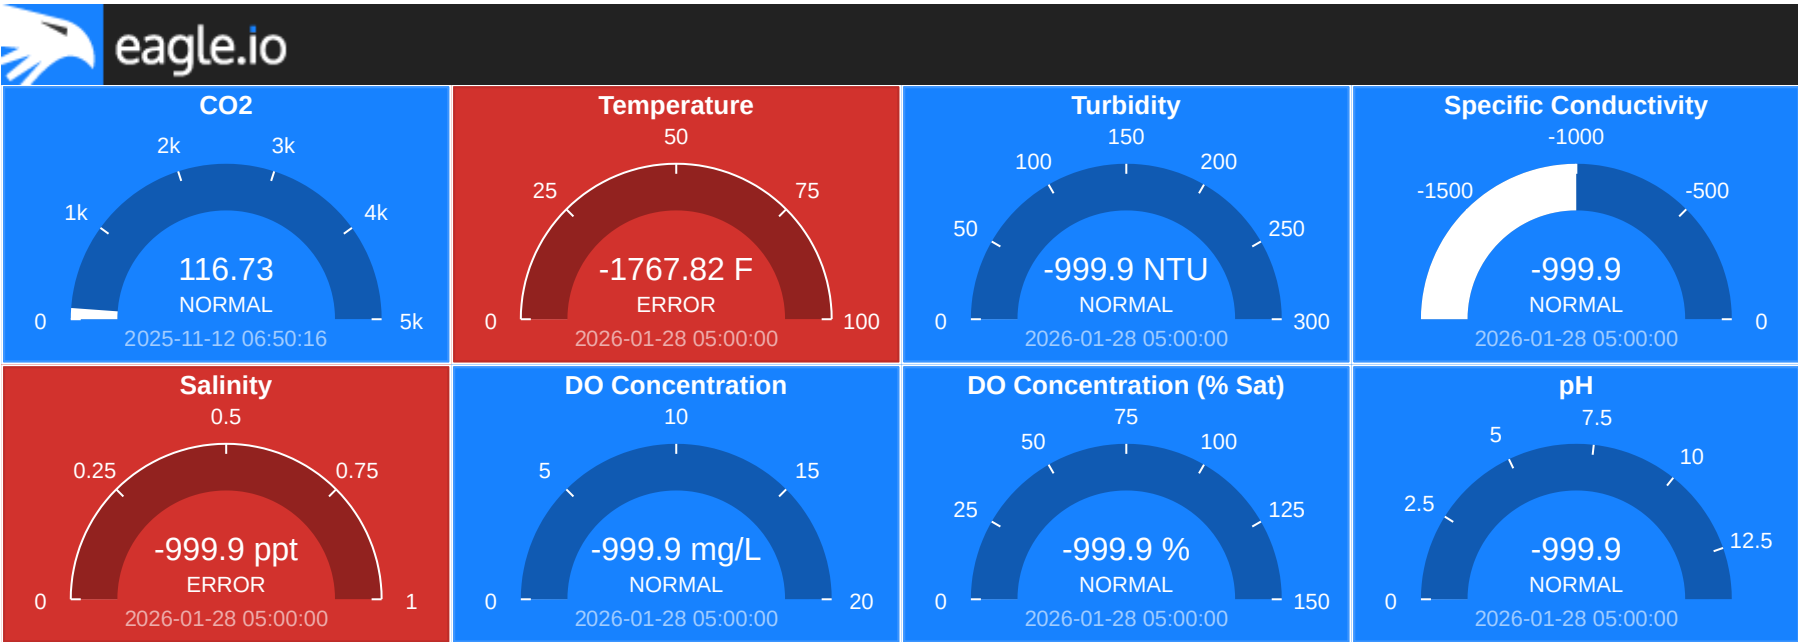 eagle.io
CO2
0
1k
2k
3k
4k
5k
116.73
NORMAL
2025-11-12 06:50:16
Temperature
0
25
50
75
100
-1767.82 F
ERROR
2026-01-28 05:00:00
Turbidity
0
50
100
150
200
250
300
-999.9 NTU
NORMAL
2026-01-28 05:00:00
Specific Conductivity
-1500
-1000
-500
0
-999.9
NORMAL
2026-01-28 05:00:00
Salinity
0
0.25
0.5
0.75
1
-999.9 ppt
ERROR
2026-01-28 05:00:00
DO Concentration
0
5
10
15
20
-999.9 mg/L
NORMAL
2026-01-28 05:00:00
DO Concentration (% Sat)
0
25
50
75
100
125
150
-999.9 %
NORMAL
2026-01-28 05:00:00
pH
0
2.5
5
7.5
10
12.5
-999.9
NORMAL
2026-01-28 05:00:00